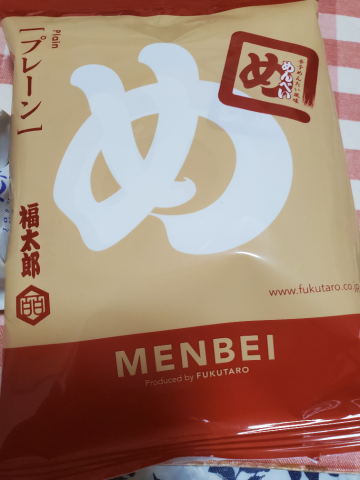 Plain
［プレーン］
め
辛子めんたい風味
めんべい
め
福太郎
www.fukutaro.co.jp
MENBEI
Produced by FUKUTARO